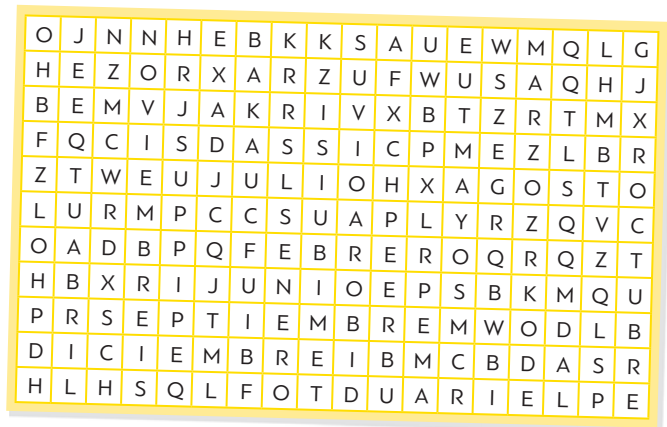 O J N N H E B K K S A U E W M Q L G
H E Z O R X A R Z U F W U S A Q H J
B E M V J A K R I V X B T Z R T M X
F Q C I S D A S S I C P M E Z L B R
Z T W E U J U L I O H X A G O S T O
L U R M P C C S U A P L Y R Z Q V C
O A D B P Q F E B R E R O Q R Q Z T
H B X R I J U N I O E P S B K M Q U
P R S E P T I E M B R E M W O D L B
D I C I E M B R E I B M C B D A S R
H L H S Q L F O T D U A R I E L P E